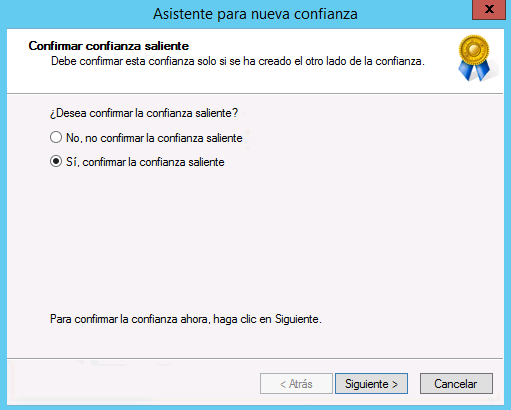 Asistente para nueva confianza
x
Confirmar confianza saliente
Debe confirmar esta confianza solo si se ha creado el otro lado de la confianza.
¿Desea confirmar la confianza saliente?
No, no confirmar la confianza saliente
Sí, confirmar la confianza saliente
Para confirmar la confianza ahora, haga clic en Siguiente.
< Atrás Siguiente > Cancelar